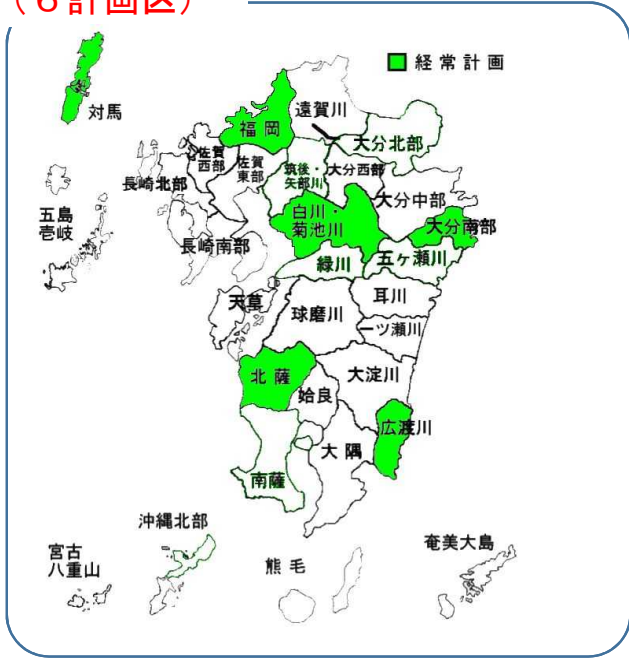 （６計画区）
経常計画
対馬
遠賀川
福岡
大分北部
佐賀
西部
佐賀
東部
筑後・
矢部川
大分西部
長崎北部
大分中部
白川・
菊池川
五島
壱岐
大分南部
長崎南部
緑川
五ヶ瀬川
天草
球磨川
耳川
一ツ瀬川
北薩
姶良
大淀川
広渡川
大隅
南薩
沖縄北部
宮古
八重山
熊毛
奄美大島